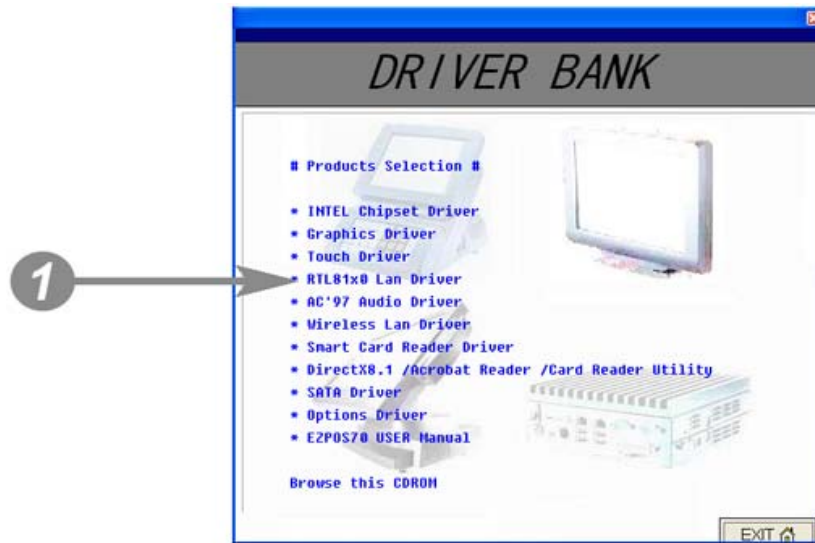 DRIVER BANK
# Products Selection #
* INTEL Chipset Driver
* Graphics Driver
* Touch Driver
1
* RTL81x0 Lan Driver
* AC'97 Audio Driver
* Wireless Lan Driver
* Smart Card Reader Driver
* DirectX8.1 /Acrobat Reader /Card Reader Utility
* SATA Driver
* Options Driver
* EZPOS70 USER Manual
Browse this CDROM
EXIT